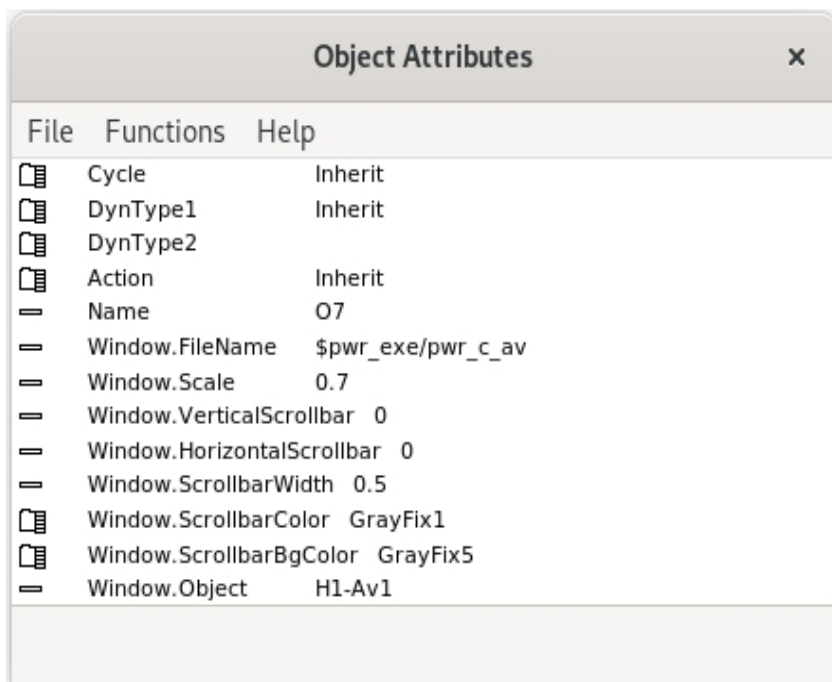 Object Attributes ×
File Functions Help
Cycle Inherit
DynType1 Inherit
DynType2
Action Inherit
Name O7
Window.FileName $pwr_exe/pwr_c_av
Window.Scale 0.7
Window.VerticalScrollbar 0
Window.HorizontalScrollbar 0
Window.ScrollbarWidth 0.5
Window.ScrollbarColor GrayFix1
Window.ScrollbarBgColor GrayFix5
Window.Object H1-Av1